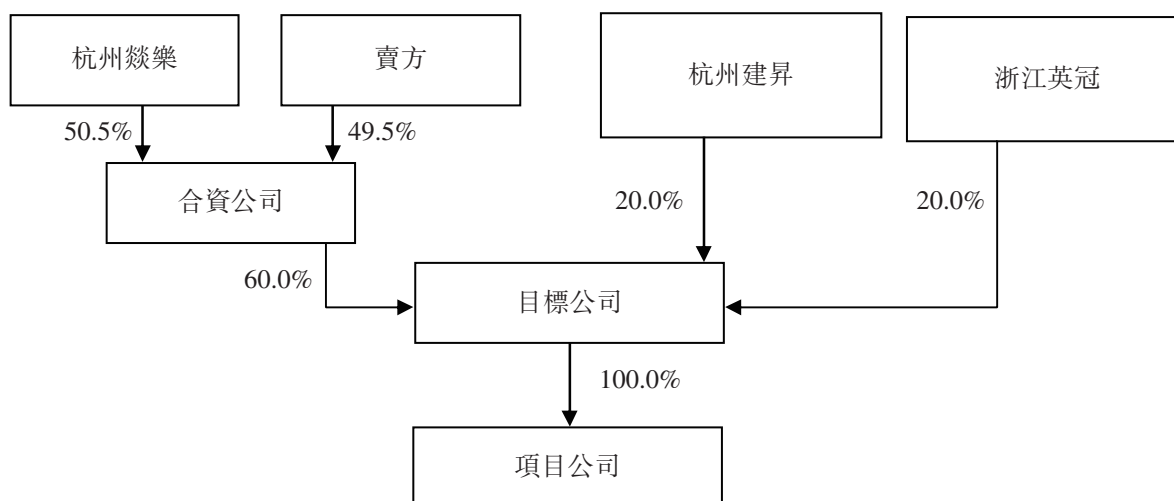 杭州燚樂
賣方
杭州建昇
浙江英冠
50.5%
49.5%
合資公司
20.0%
20.0%
60.0%
目標公司
100.0%
項目公司